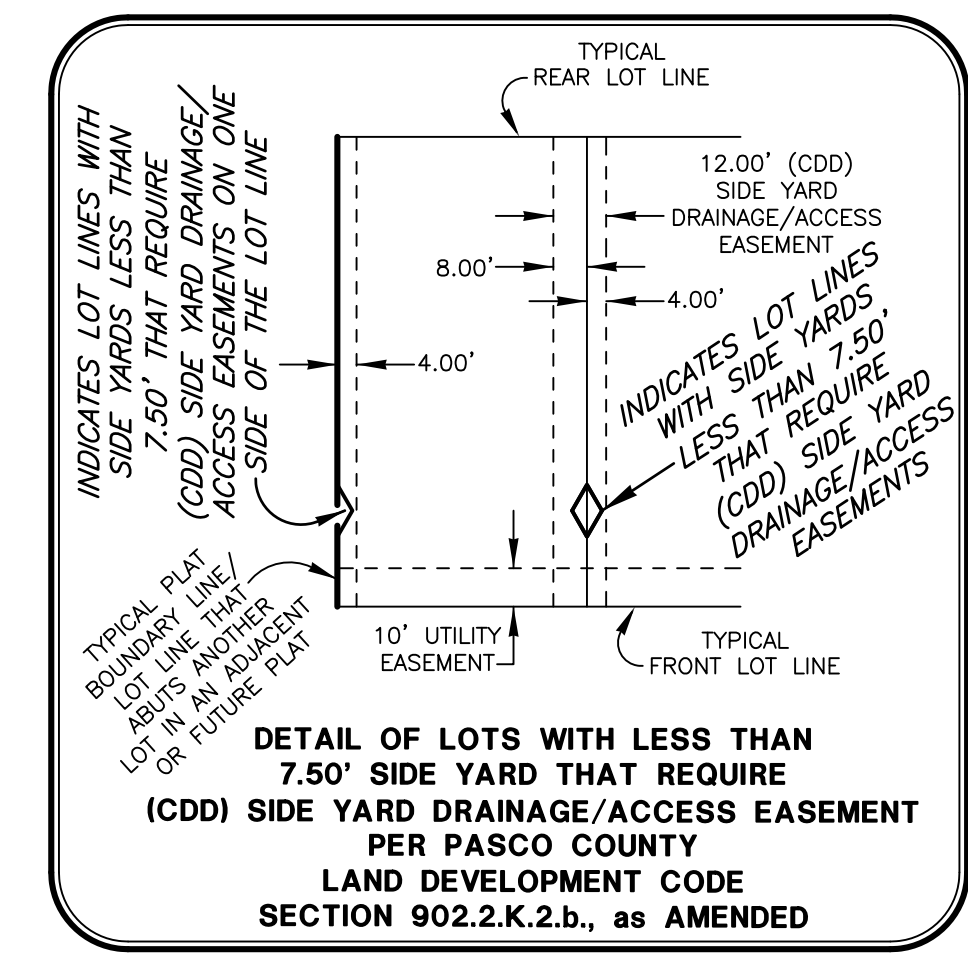 TYPICAL
REAR LOT LINE
INDICATES LOT LINES WITH
SIDE YARDS LESS THAN
7.50' THAT REQUIRE
(CDD) SIDE YARD DRAINAGE/
ACCESS EASEMENTS ON ONE
SIDE OF THE LOT LINE
12.00' (CDD)
SIDE YARD
DRAINAGE/ACCESS
EASEMENT
8.00'
4.00'
4.00'
INDICATES LOT LINES
WITH SIDE YARDS
LESS THAN 7.50'
THAT REQUIRE
(CDD) SIDE YARD
DRAINAGE/ACCESS
EASEMENTS
TYPICAL PLAT
BOUNDARY LINE/
LOT LINE THAT
ABUTS ANOTHER
LOT IN AN ADJACENT
OR FUTURE PLAT
10' UTILITY
EASEMENT
TYPICAL
FRONT LOT LINE
DETAIL OF LOTS WITH LESS THAN
7.50' SIDE YARD THAT REQUIRE
(CDD) SIDE YARD DRAINAGE/ACCESS EASEMENT
PER PASCO COUNTY
LAND DEVELOPMENT CODE
SECTION 902.2.K.2.b., as AMENDED